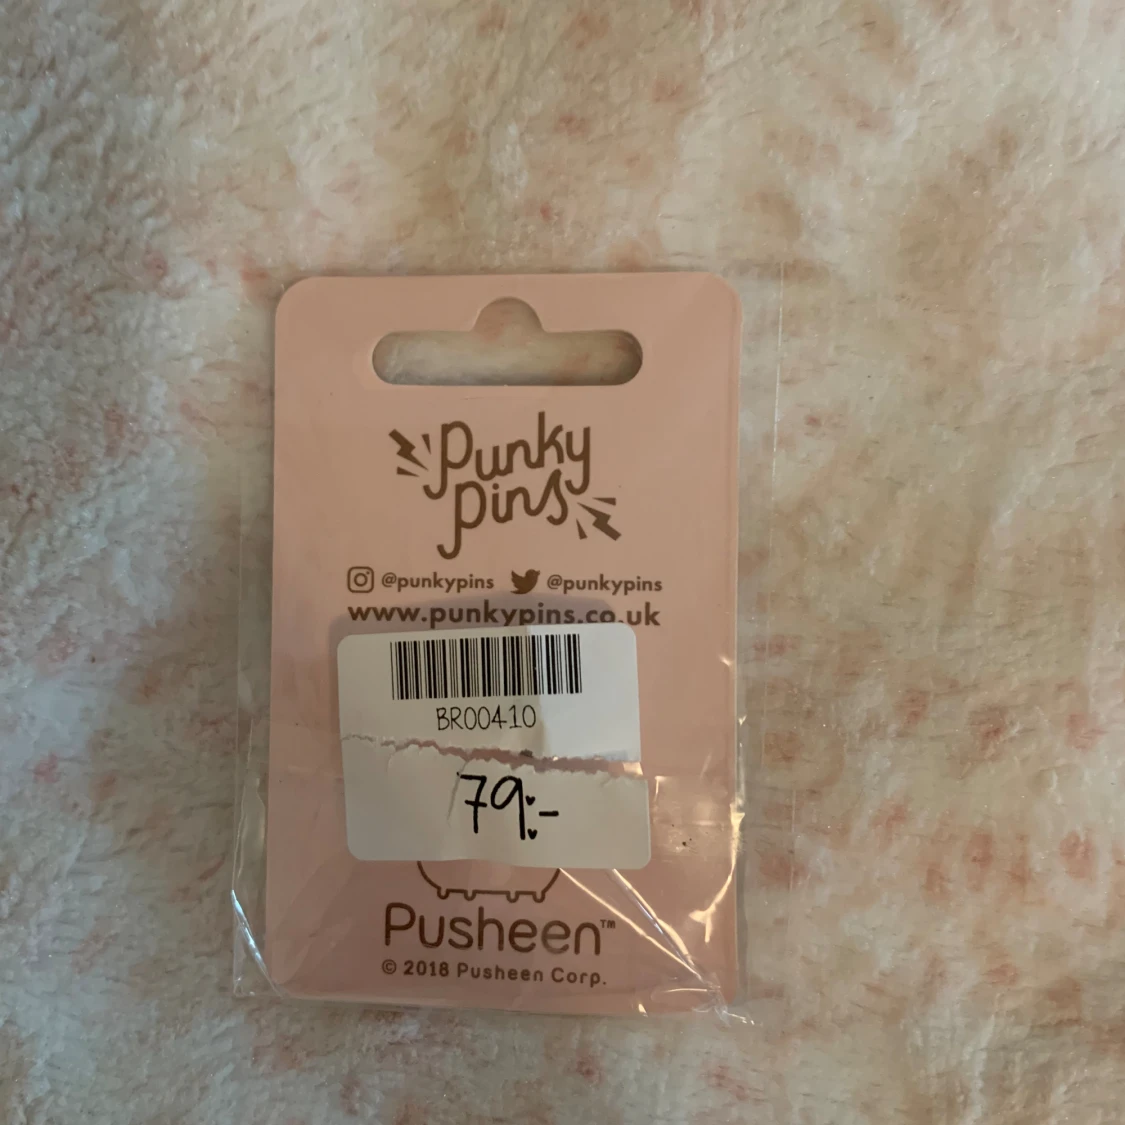 Punky
Pins
@punkypins @punkypins
www.punkypins.co.uk
BR00410
79:-
Pusheen™
© 2018 Pusheen Corp.